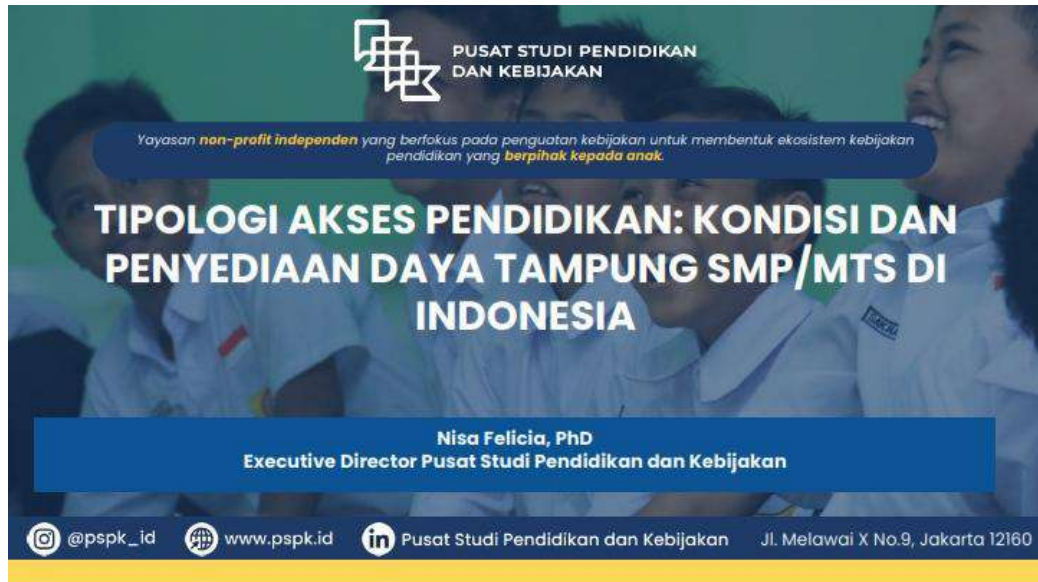 PUSAT STUDI PENDIDIKAN
DAN KEBIJAKAN
Yayasan non-profit independen yang berfokus pada penguatan kebijakan untuk membentuk ekosistem kebijakan
pendidikan yang berpihak kepada anak.
TIPOLOGI AKSES PENDIDIKAN: KONDISI DAN
PENYEDIAAN DAYA TAMPUNG SMP/MTS DI
INDONESIA
Nisa Felicia, PhD
Executive Director Pusat Studi Pendidikan dan Kebijakan
@pspk_id www.pspk.id Pusat Studi Pendidikan dan Kebijakan Jl. Melawai X No.9, Jakarta 12160